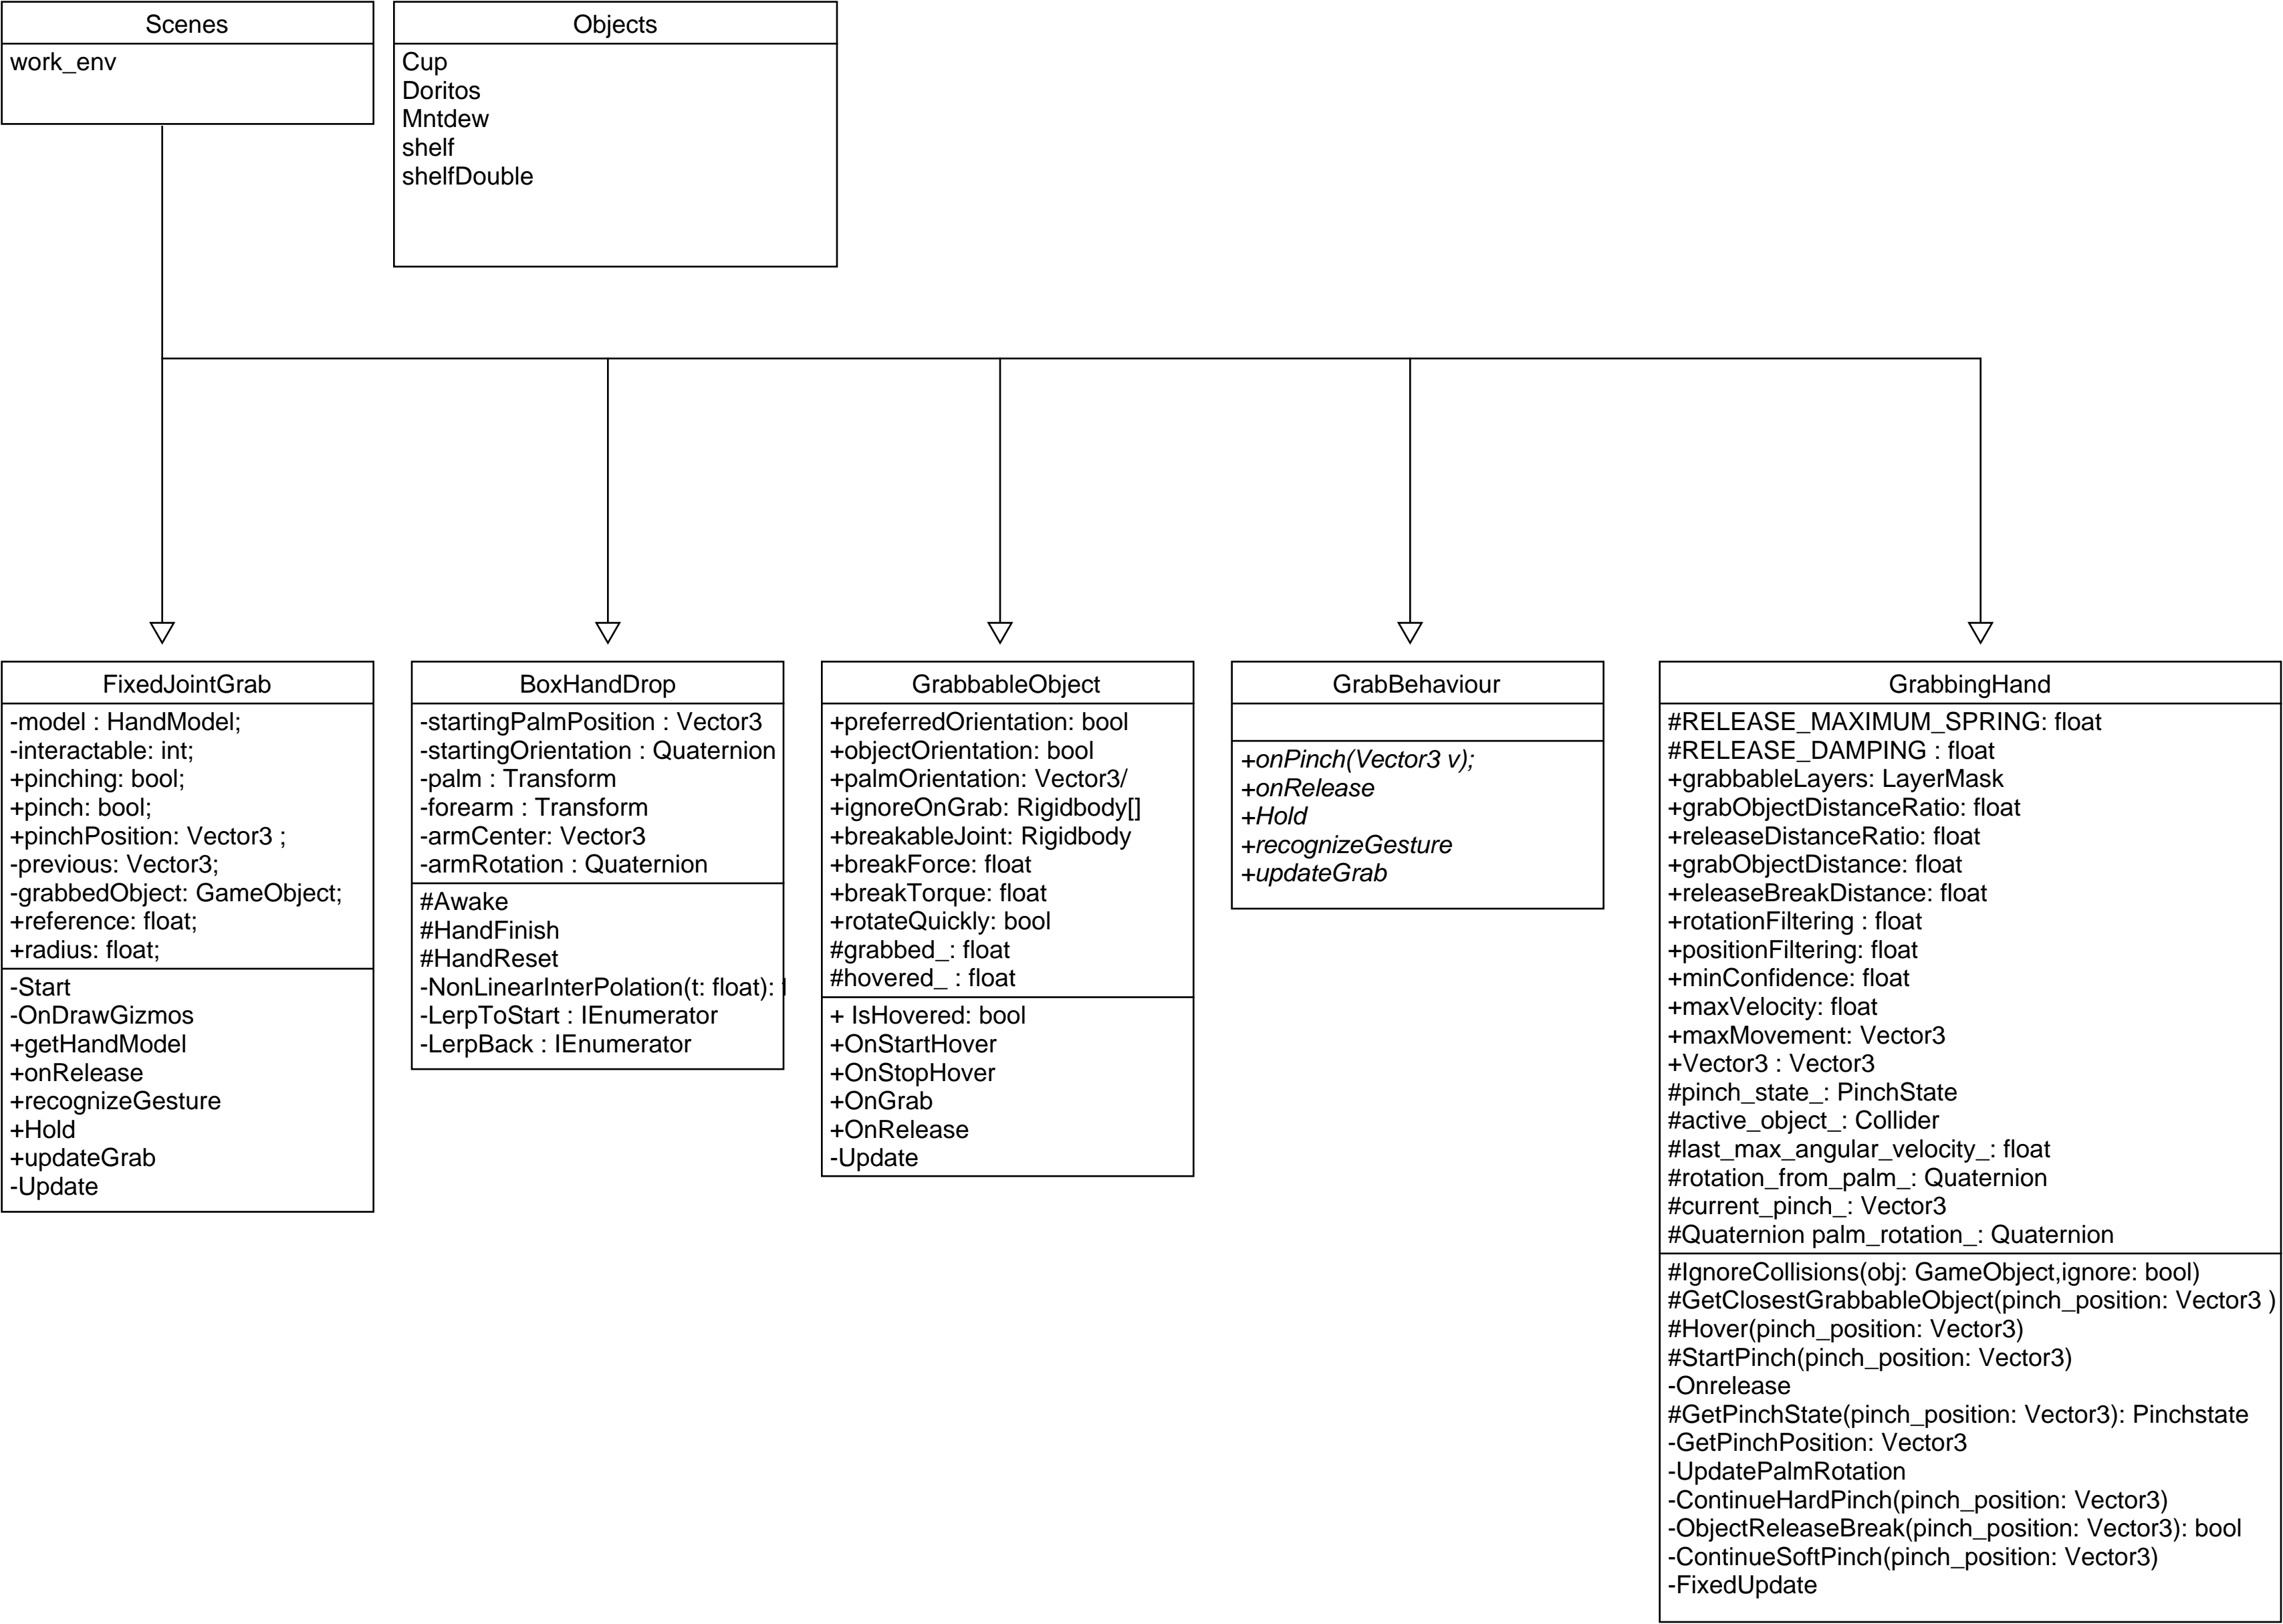 Scenes
work_env
Objects
Cup
Doritos
Mntdew
shelf
shelfDouble
FixedJointGrab
-model : HandModel;
-interactable: int;
+pinching: bool;
+pinch: bool;
+pinchPosition: Vector3 ;
-previous: Vector3;
-grabbedObject: GameObject;
+reference: float;
+radius: float;
-Start
-OnDrawGizmos
+getHandModel
+onRelease
+recognizeGesture
+Hold
+updateGrab
-Update
BoxHandDrop
-startingPalmPosition : Vector3
-startingOrientation : Quaternion
-palm : Transform
-forearm : Transform
-armCenter: Vector3
-armRotation : Quaternion
#Awake
#HandFinish
#HandReset
-NonLinearInterPolation(t: float):
-LerpToStart : IEnumerator
-LerpBack : IEnumerator
GrabbableObject
+preferredOrientation: bool
+objectOrientation: bool
+palmOrientation: Vector3/
+ignoreOnGrab: Rigidbody[]
+breakableJoint: Rigidbody
+breakForce: float
+breakTorque: float
+rotateQuickly: bool
#grabbed_: float
#hovered_ : float
+ IsHovered: bool
+OnStartHover
+OnStopHover
+OnGrab
+OnRelease
-Update
GrabBehaviour
+onPinch(Vector3 v);
+onRelease
+Hold
+recognizeGesture
+updateGrab
GrabbingHand
#RELEASE_MAXIMUM_SPRING: float
#RELEASE_DAMPING : float
+grabbableLayers: LayerMask
+grabObjectDistanceRatio: float
+releaseDistanceRatio: float
+grabObjectDistance: float
+releaseBreakDistance: float
+rotationFiltering : float
+positionFiltering: float
+minConfidence: float
+maxVelocity: float
+maxMovement: Vector3
+Vector3 : Vector3
#pinch_state_: PinchState
#active_object_: Collider
#last_max_angular_velocity_: float
#rotation_from_palm_: Quaternion
#current_pinch_: Vector3
#Quaternion palm_rotation_: Quaternion
#IgnoreCollisions(obj: GameObject,ignore: bool)
#GetClosestGrabbableObject(pinch_position: Vector3 )
#Hover(pinch_position: Vector3)
#StartPinch(pinch_position: Vector3)
-Onrelease
#GetPinchState(pinch_position: Vector3): Pinchstate
-GetPinchPosition: Vector3
-UpdatePalmRotation
-ContinueHardPinch(pinch_position: Vector3)
-ObjectReleaseBreak(pinch_position: Vector3): bool
-ContinueSoftPinch(pinch_position: Vector3)
-FixedUpdate